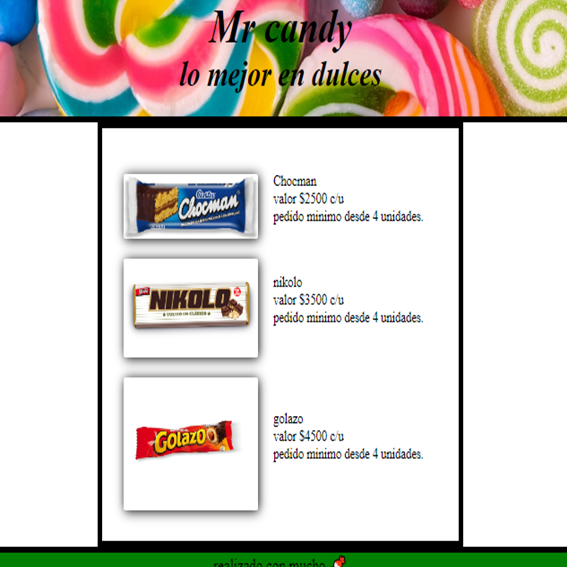 Mr candy
lo mejor en dulces
Costa
Chocman
Chocman
valor $2500 c/u
pedido minimo desde 4 unidades.
NIKOLO
nikolo
valor $3500 c/u
pedido minimo desde 4 unidades.
GOLAZO
golazo
valor $4500 c/u
pedido minimo desde 4 unidades.
realizado con mucho